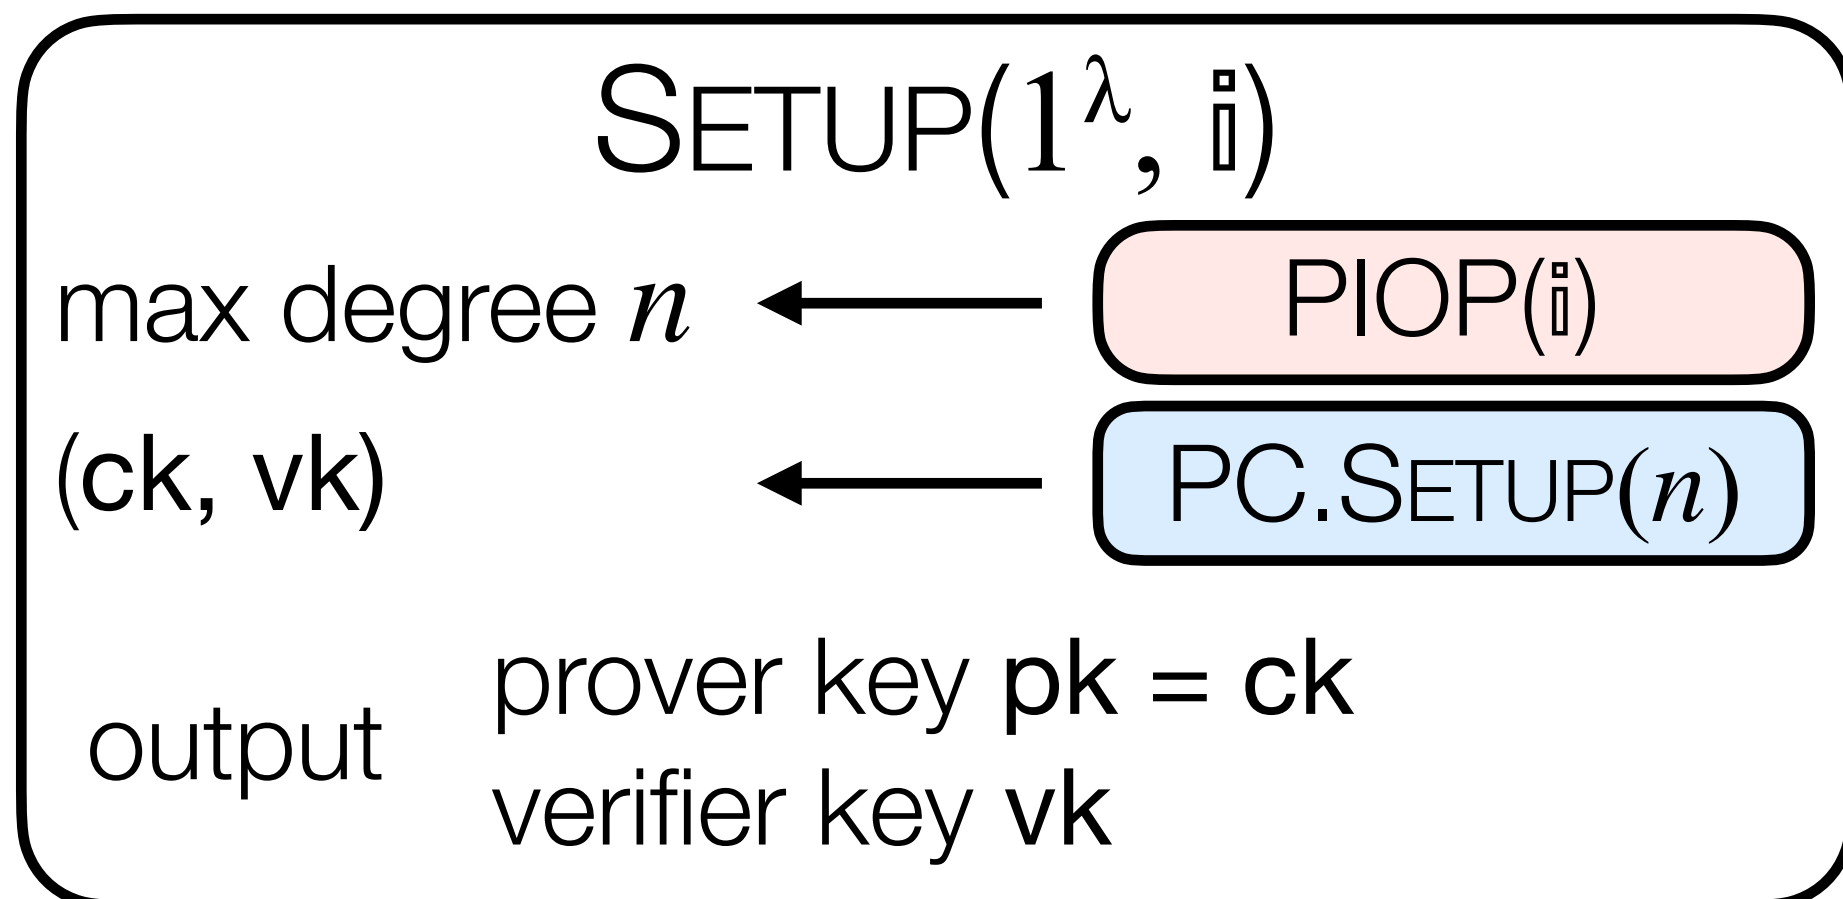 SETUP(1^λ, 𝕚)
max degree n ← PIOP(𝕚)
(ck, vk) ← PC.SETUP(n)
output
prover key pk = ck
verifier key vk